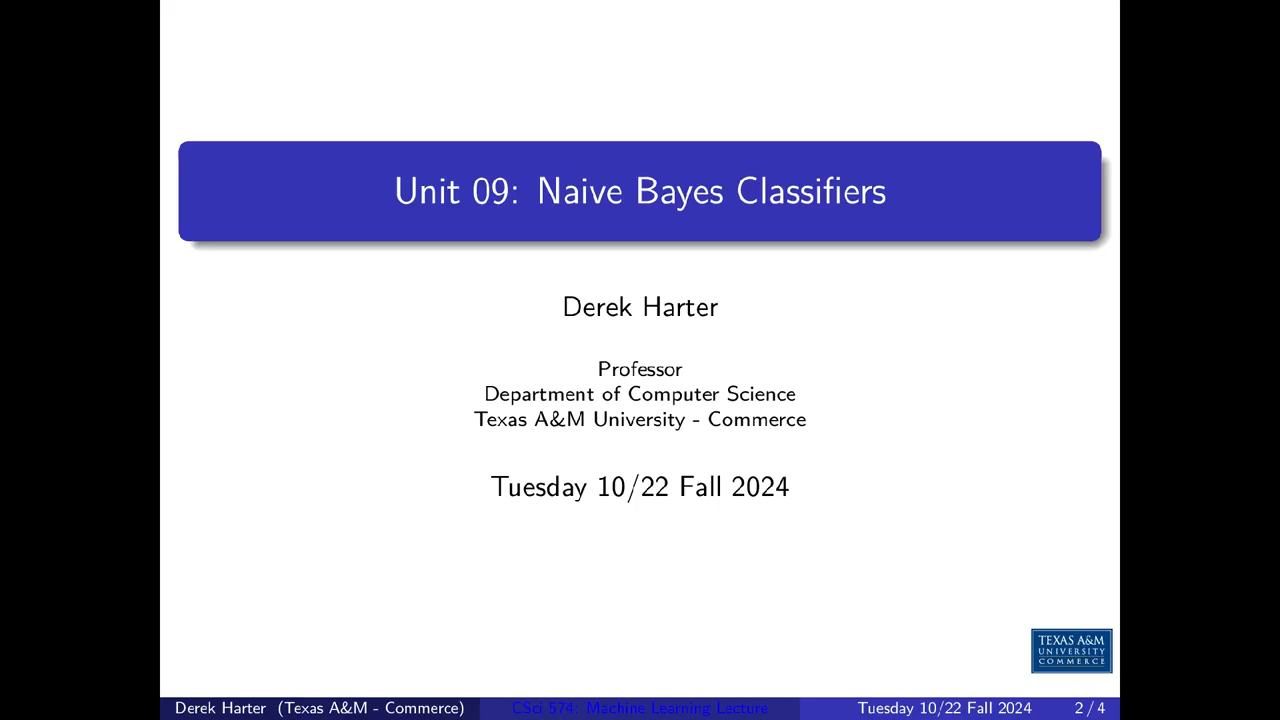 Unit 09: Naive Bayes Classifiers
Derek Harter
Professor
Department of Computer Science
Texas A&M University - Commerce
Tuesday 10/22 Fall 2024
TEXAS A&M
UNIVERSITY
COMMERCE
Derek Harter (Texas A&M - Commerce) CSci 574: Machine Learning Lecture Tuesday 10/22 Fall 2024 2 / 4